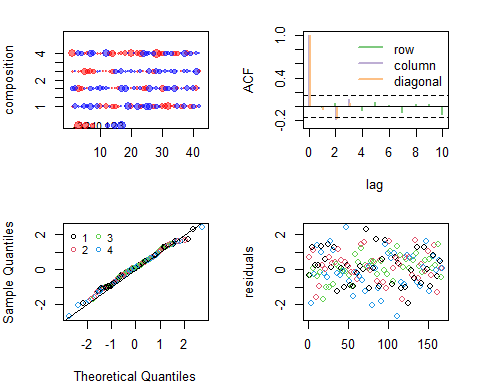 composition
4
2
1
10 20 30 40
ACF
1.0
0.4
-0.2
row
column
diagonal
0 2 4 6 8 10
lag
Sample Quantiles
2
0
-2
1 3
2 4
-2 -1 0 1 2
Theoretical Quantiles
residuals
2
0
-2
0 50 100 150